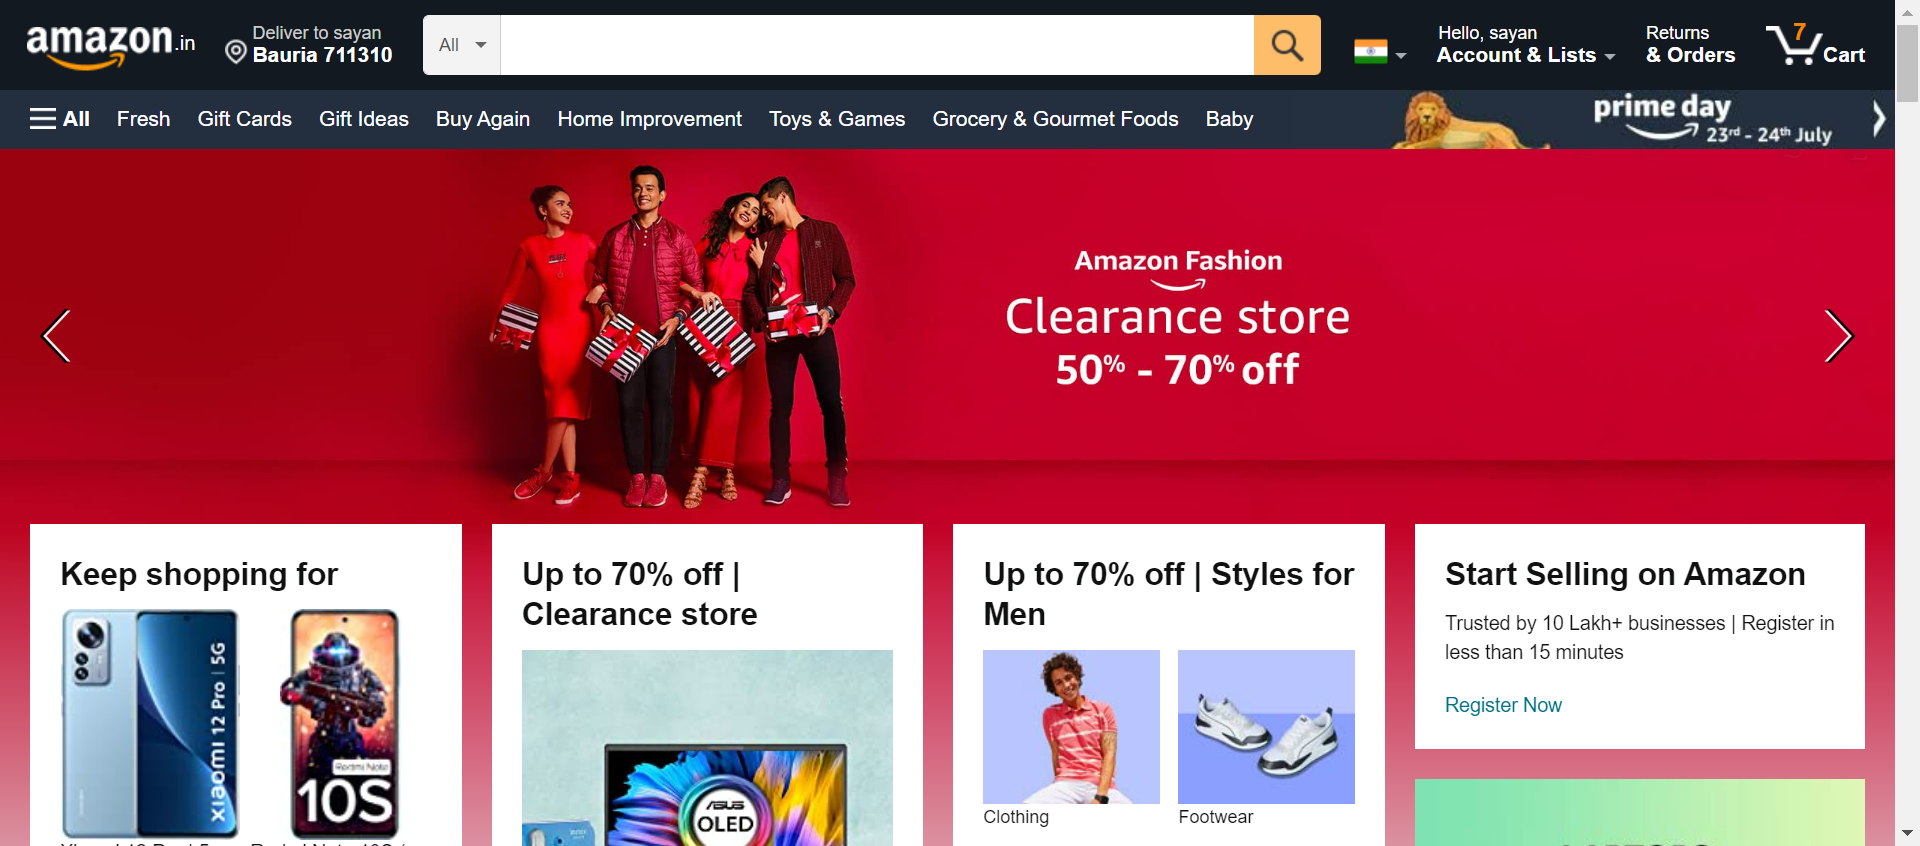 amazon.in
Deliver to sayan
Bauria 711310
All
Hello, sayan
Account & Lists
Returns
& Orders
7
Cart
All
Fresh
Gift Cards
Gift Ideas
Buy Again
Home Improvement
Toys & Games
Grocery & Gourmet Foods
Baby
prime day
23rd - 24th July
Amazon Fashion
Clearance store
50% - 70% off
Keep shopping for
xiaomi 12 Pro | 5G
Redmi Note
10S
Up to 70% off |
Clearance store
ASUS
OLED
Up to 70% off | Styles for
Men
Clothing
Footwear
Start Selling on Amazon
Trusted by 10 Lakh+ businesses | Register in
less than 15 minutes
Register Now